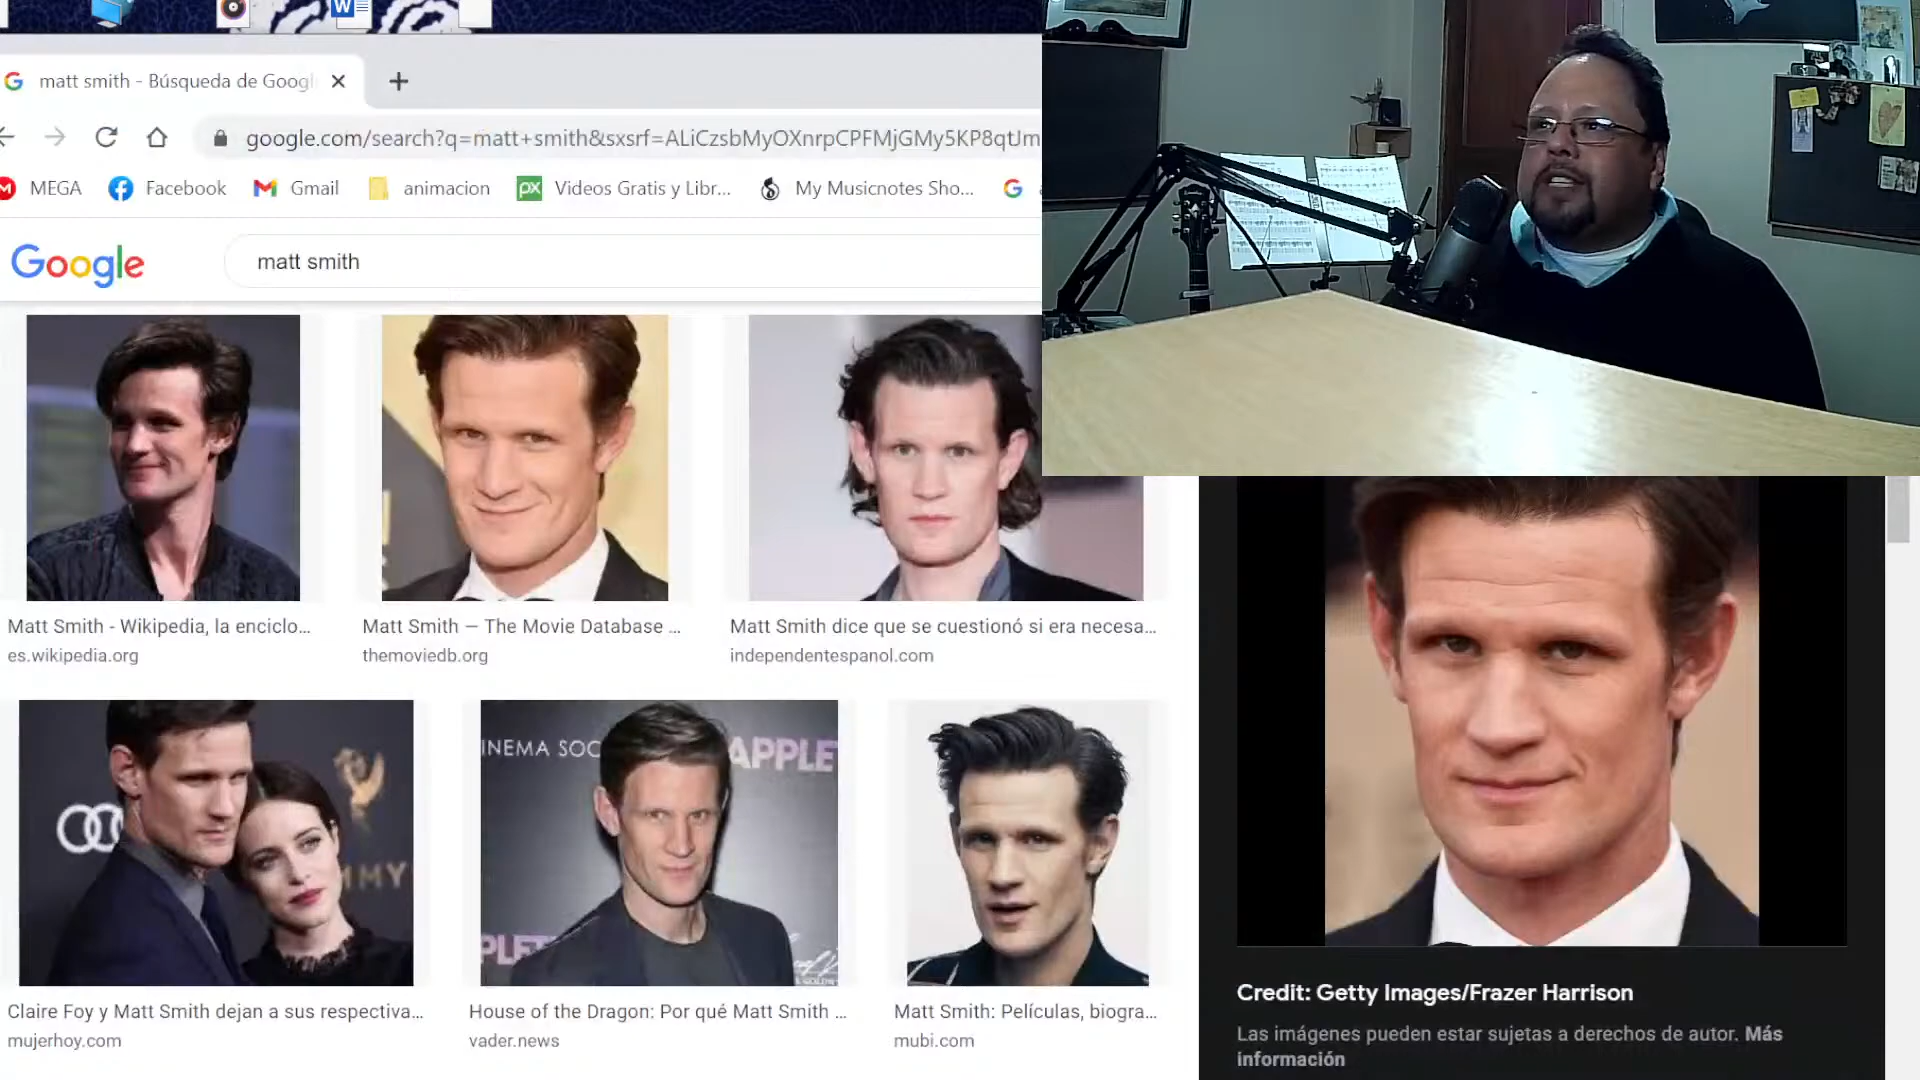 W
matt smith - Búsqueda de Googl
google.com/search?q=matt+smith&sxsrf=ALiCzsbMyOXnrpCPFMjGMy5KP8qtJm
MEGA
Facebook
Gmail
animacion
px
Videos Gratis y Libr...
My Musicnotes Sho...
Google
matt smith
Matt Smith - Wikipedia, la enciclo...
es.wikipedia.org
Matt Smith — The Movie Database ...
themoviedb.org
Matt Smith dice que se cuestionó si era necesa...
independentespanol.com
INEMA SOC
APPLE
MMY
PPLET
Claire Foy y Matt Smith dejan a sus respectiva...
mujerhoy.com
House of the Dragon: Por qué Matt Smith ...
vader.news
Matt Smith: Películas, biogra...
mubi.com
Credit: Getty Images/Frazer Harrison
Las imágenes pueden estar sujetas a derechos de autor. Más
información